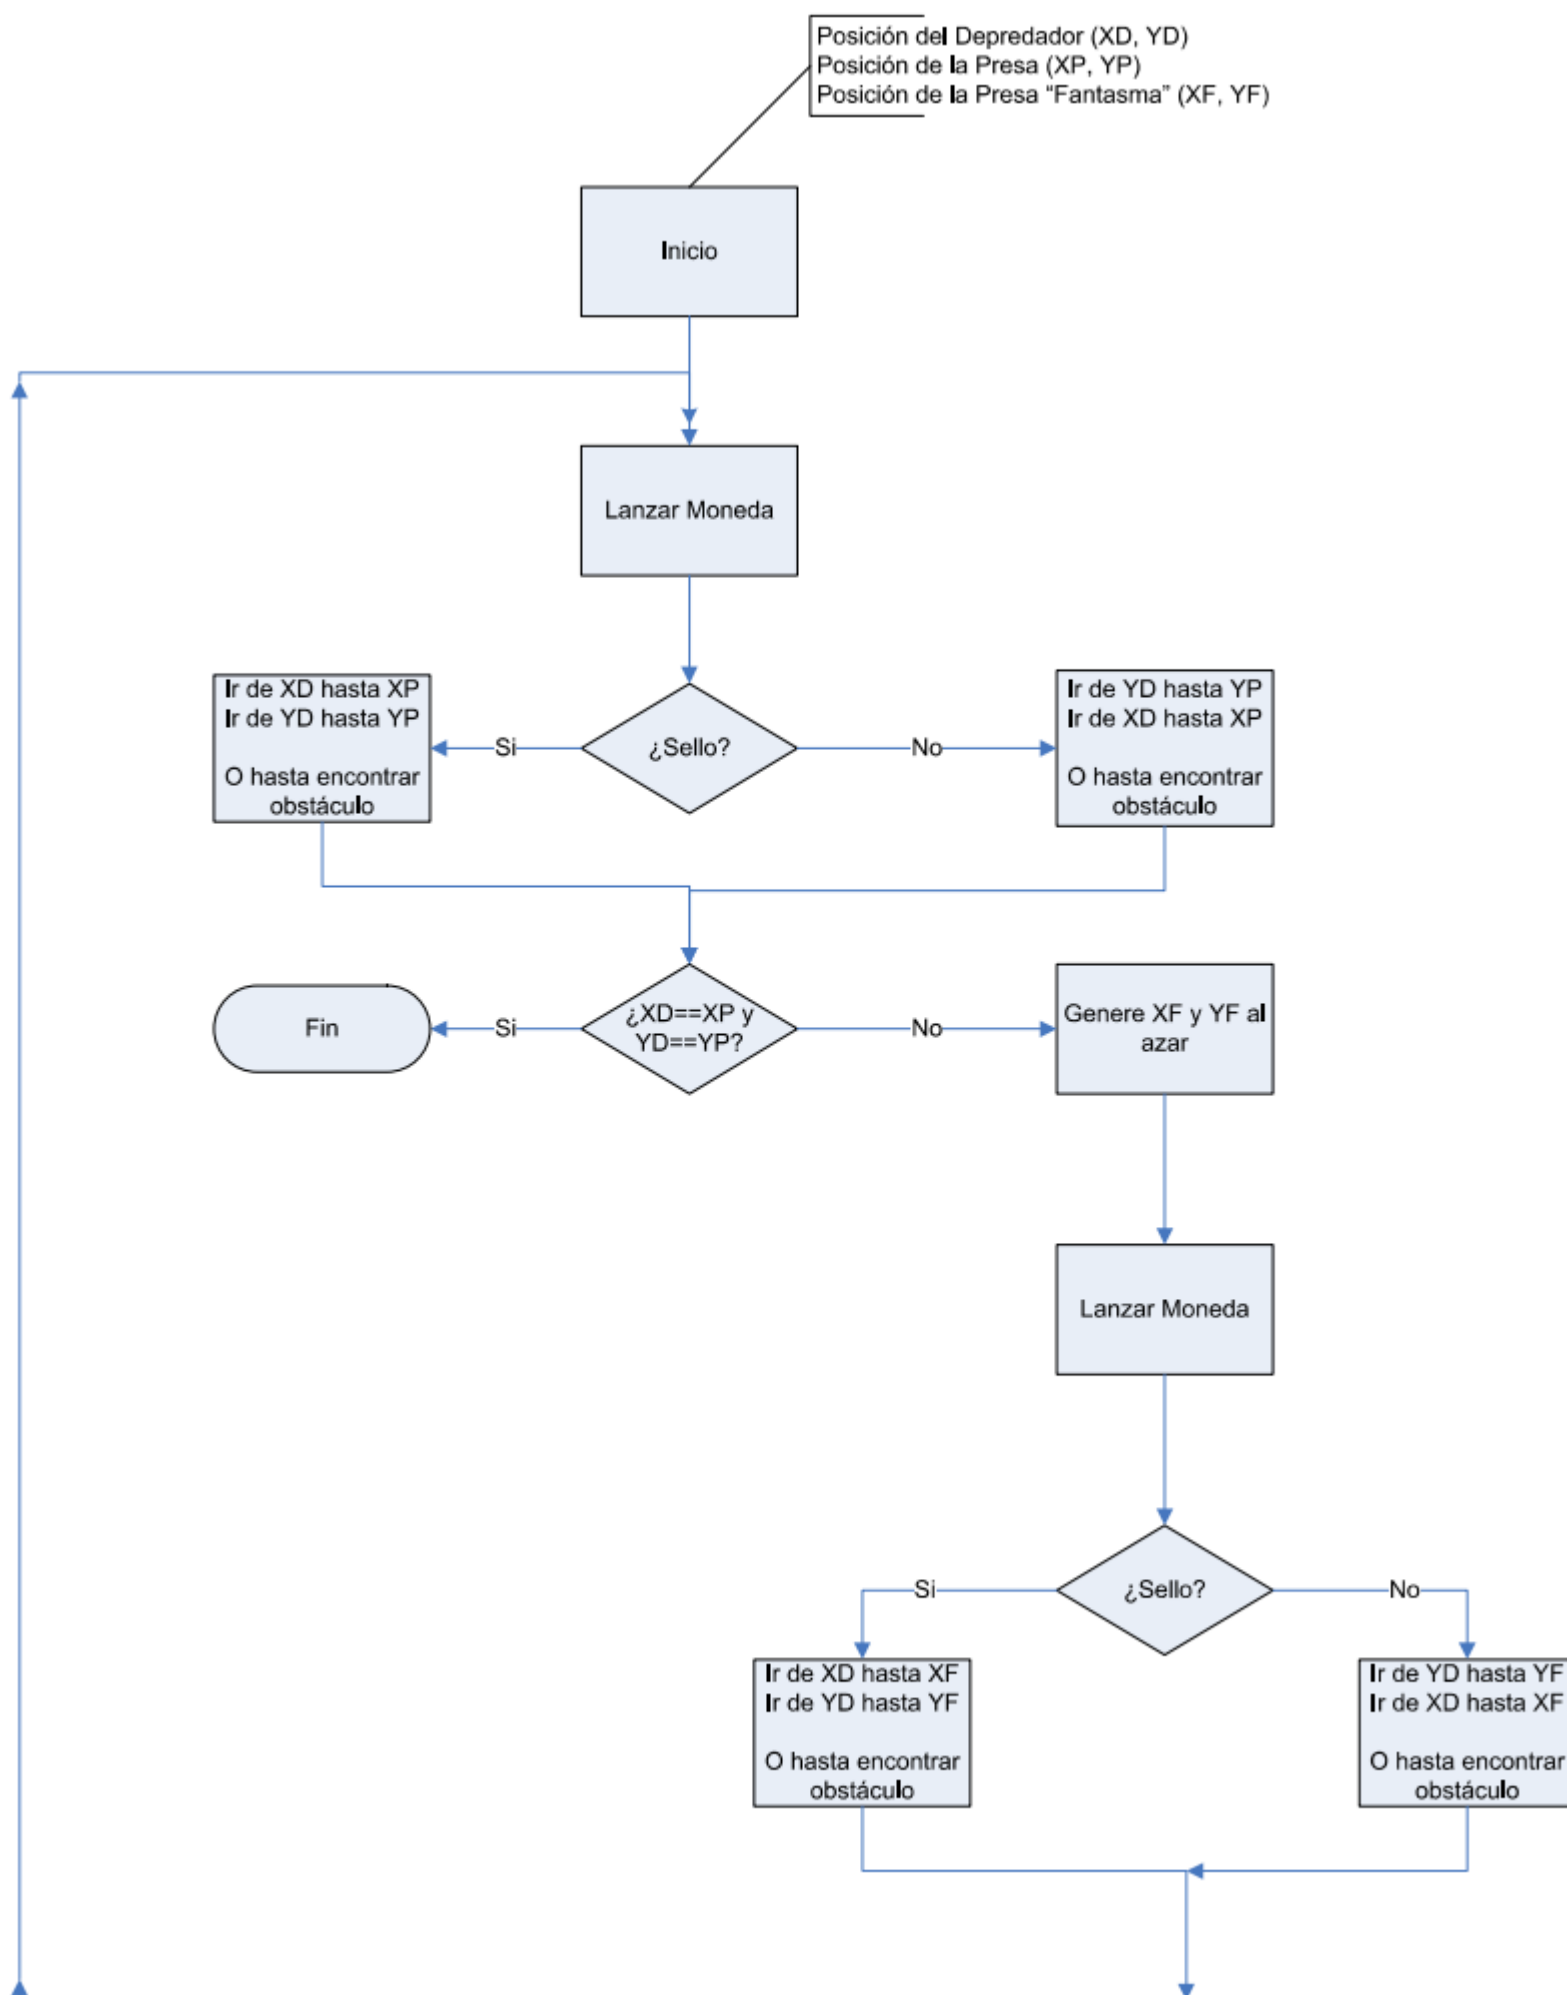 Posición del Depredador (XD, YD)
Posición de la Presa (XP, YP)
Posición de la Presa “Fantasma” (XF, YF)
Inicio
Lanzar Moneda
¿Sello?
Si
No
Ir de XD hasta XP
Ir de YD hasta YP
O hasta encontrar
obstáculo
Ir de YD hasta YP
Ir de XD hasta XP
O hasta encontrar
obstáculo
¿XD==XP y
YD==YP?
Si
No
Fin
Genere XF y YF al
azar
Lanzar Moneda
¿Sello?
Si
No
Ir de XD hasta XF
Ir de YD hasta YF
O hasta encontrar
obstáculo
Ir de YD hasta YF
Ir de XD hasta XF
O hasta encontrar
obstáculo